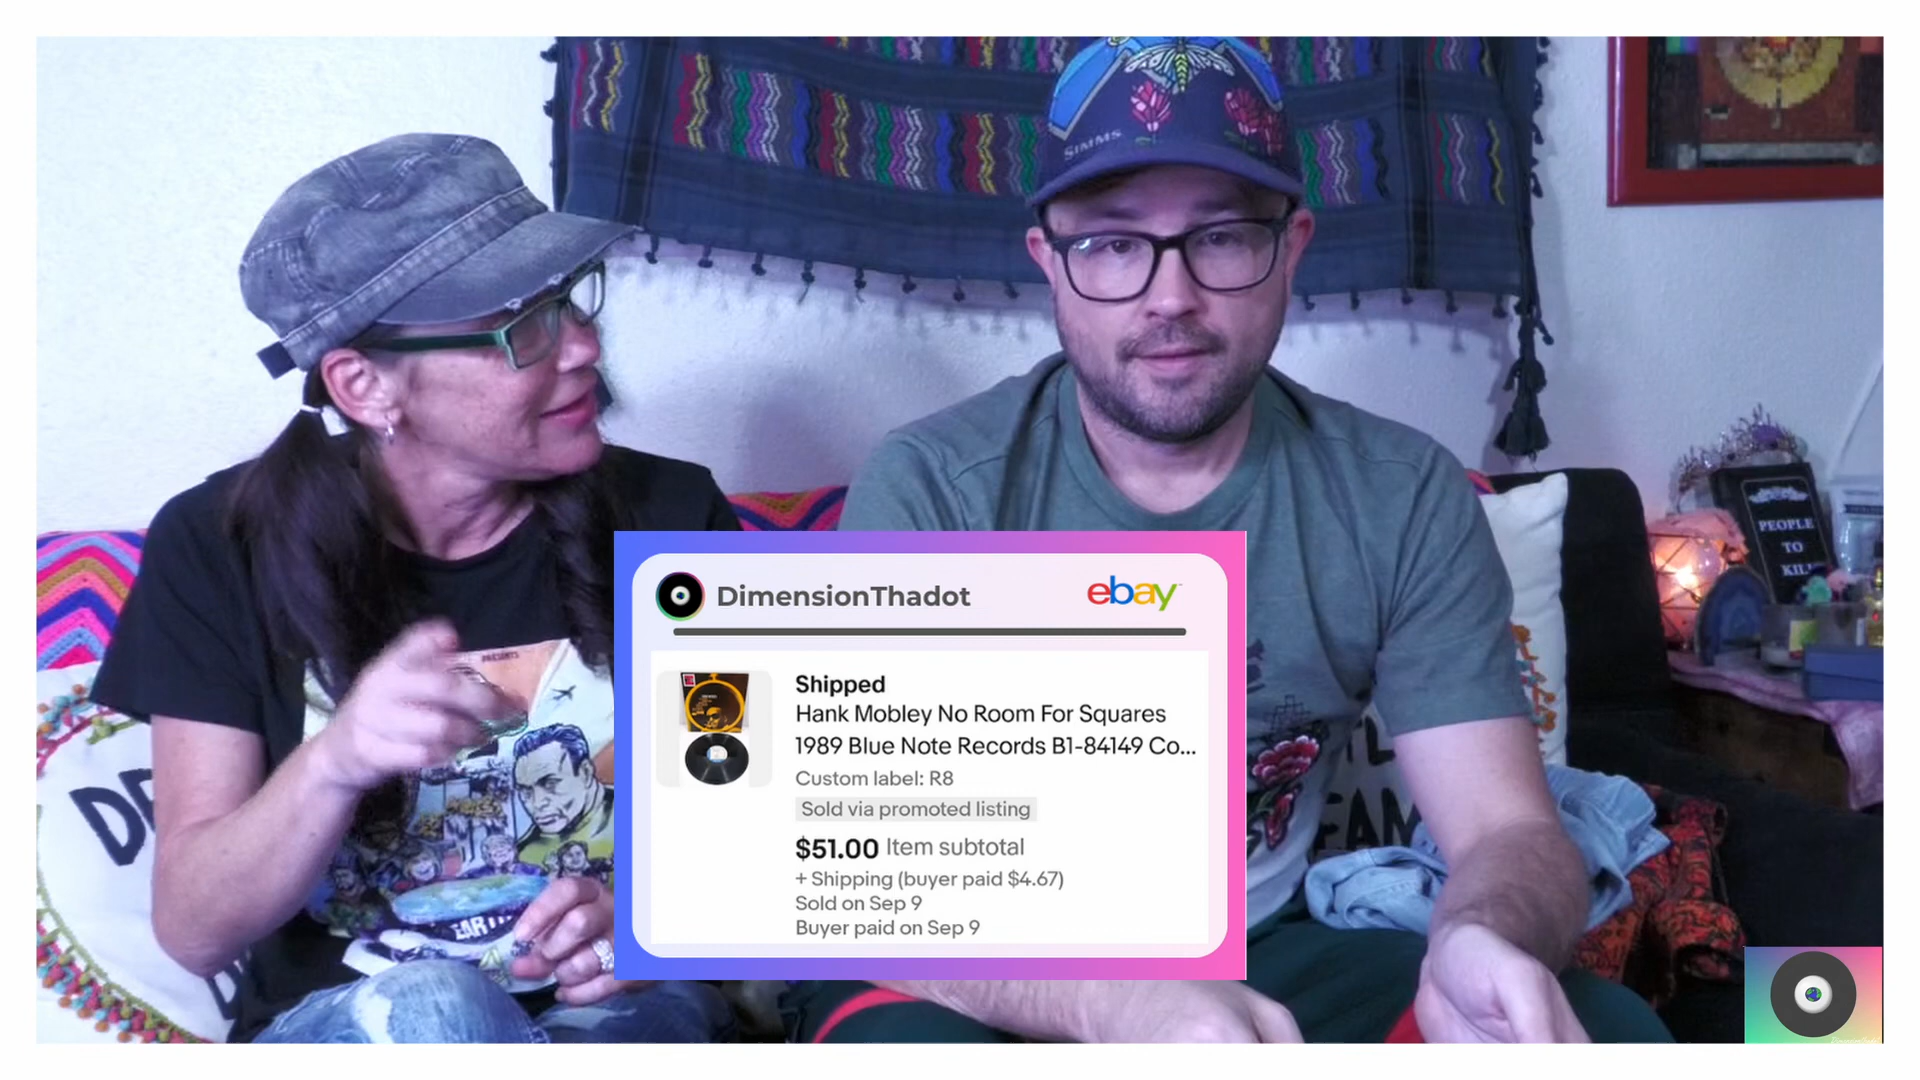 SIMMS
PEOPLE
TO
KILL
PRESENTS
DimensionThadot
ebay
Shipped
Hank Mobley No Room For Squares
1989 Blue Note Records B1-84149 Co...
Custom label: R8
Sold via promoted listing
$51.00 Item subtotal
+ Shipping (buyer paid $4.67)
Sold on Sep 9
Buyer paid on Sep 9